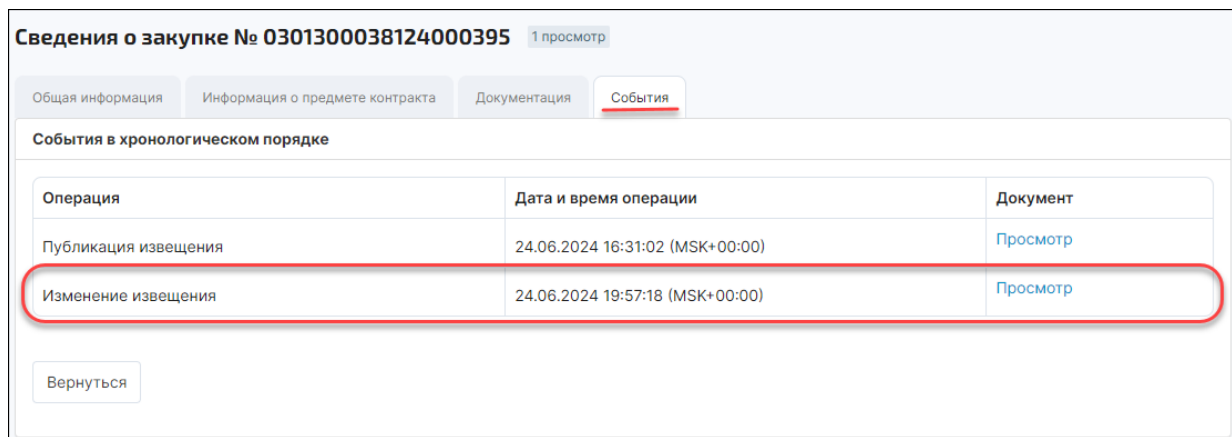 Сведения о закупке № 0301300038124000395 1 просмотр
Общая информация Информация о предмете контракта Документация События
События в хронологическом порядке
Операция Дата и время операции Документ
Публикация извещения 24.06.2024 16:31:02 (MSK+00:00) Просмотр
Изменение извещения 24.06.2024 19:57:18 (MSK+00:00) Просмотр
Вернуться